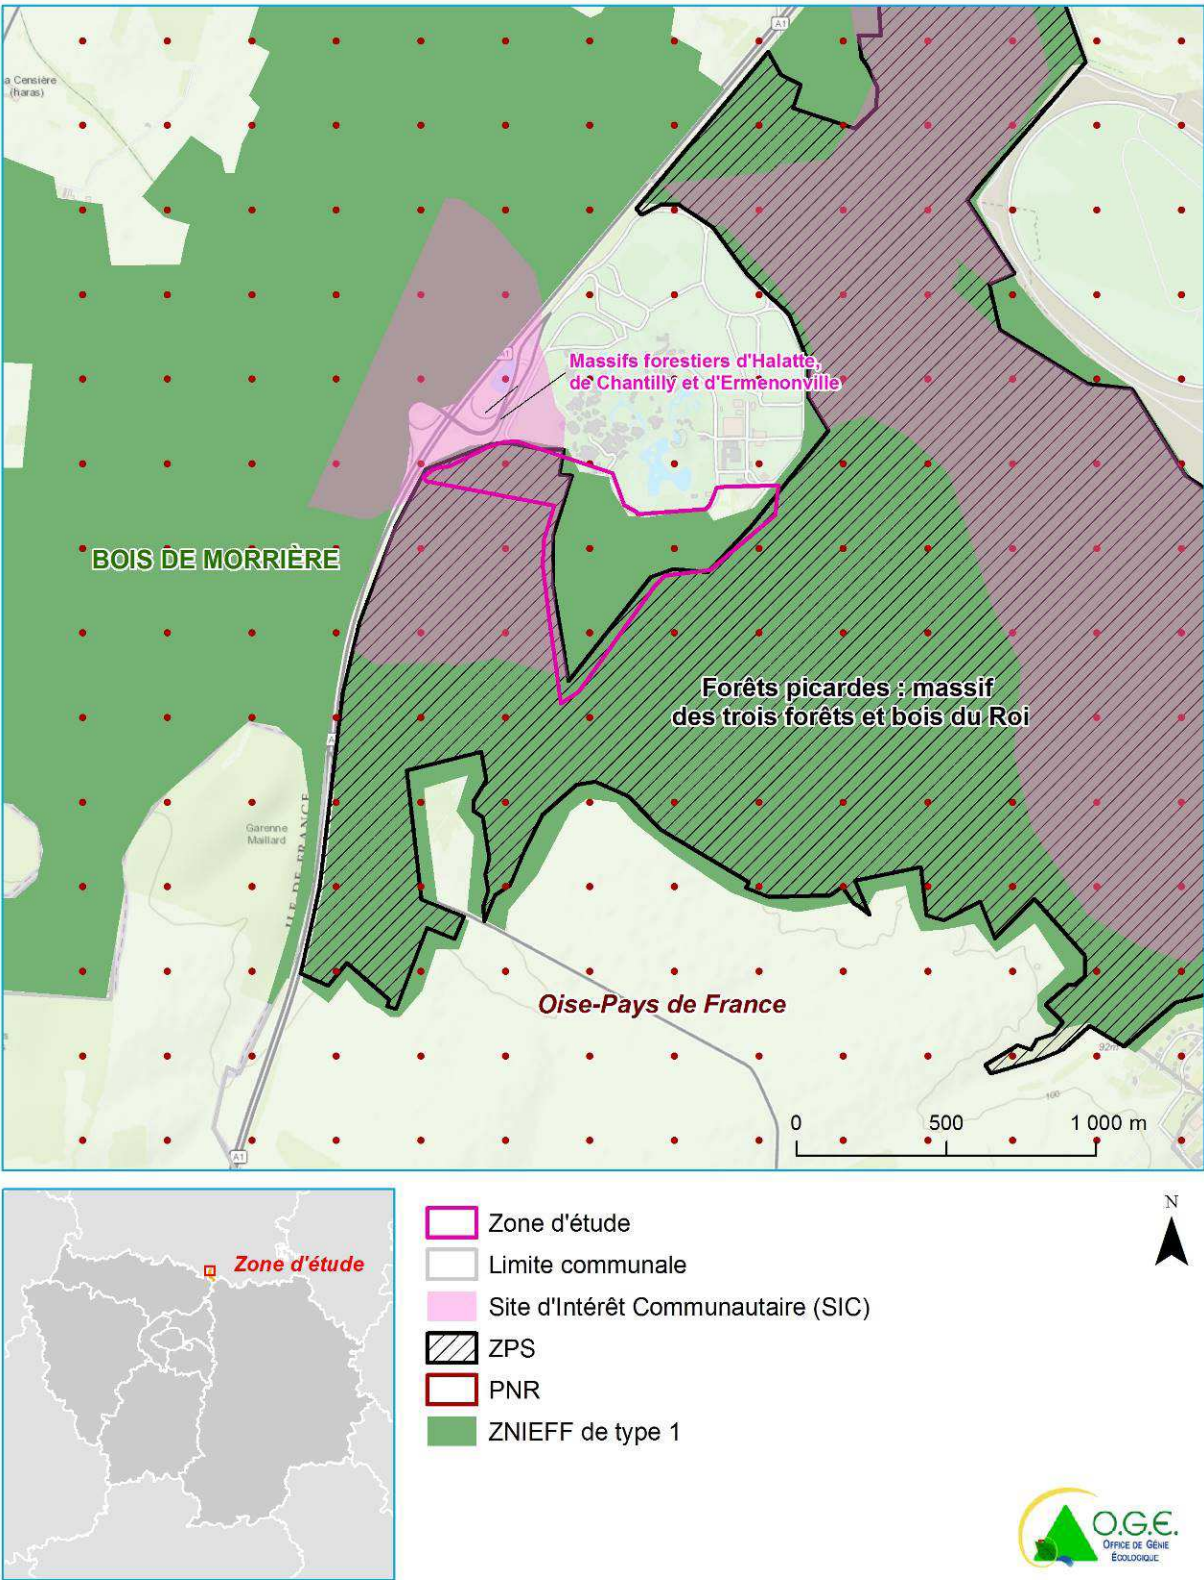 A1
a Censière
(haras)
Massifs forestiers d'Halatte,
de Chantilly et d'Ermenonville
BOIS DE MORRIÈRE
Forêts picardes : massif
des trois forêts et bois du Roi
Garenne
Maillard
ILE DE FRANCE
Oise-Pays de France
92m
100
0 500 1 000 m
A1
Zone d'étude
Zone d'étude
Limite communale
Site d'Intérêt Communautaire (SIC)
ZPS
PNR
ZNIEFF de type 1
N
O.G.E.
OFFICE DE GÉNIE
ÉCOLOGIQUE